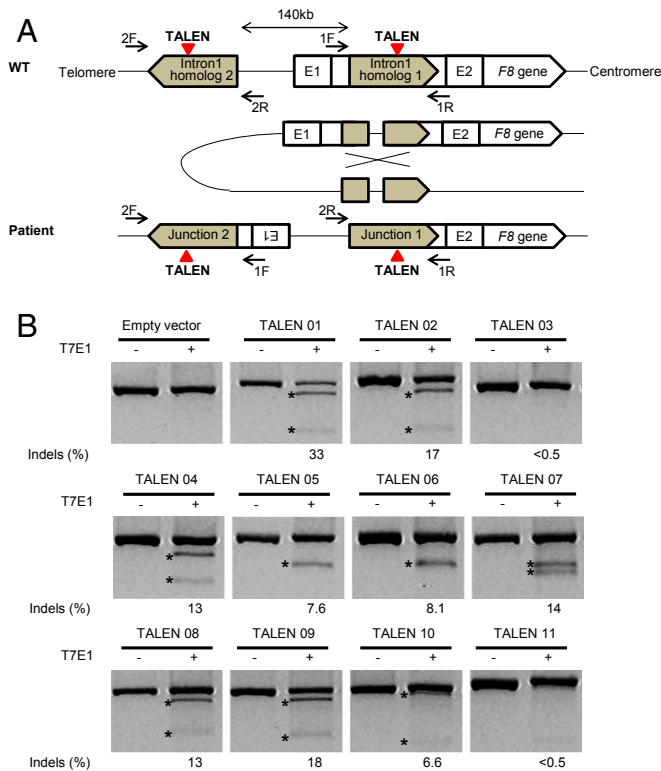 A
140kb
2F TALEN 1F TALEN
WT
Telomere
Intron1 homolog 2
E1
Intron1 homolog 1
E2
F8 gene
Centromere
2R
1R
E1
E2
F8 gene
Patient
2F
2R
Junction 2
E1
Junction 1
E2
F8 gene
TALEN 1F TALEN 1R
B
Empty vector TALEN 01 TALEN 02 TALEN 03
T7E1 - + - + - + - +
* * * *
Indels (%) 33 17 <0.5
TALEN 04 TALEN 05 TALEN 06 TALEN 07
T7E1 - + - + - + - +
* * * * * *
Indels (%) 13 7.6 8.1 14
TALEN 08 TALEN 09 TALEN 10 TALEN 11
T7E1 - + - + - + - +
* * * * * *
Indels (%) 13 18 6.6 <0.5